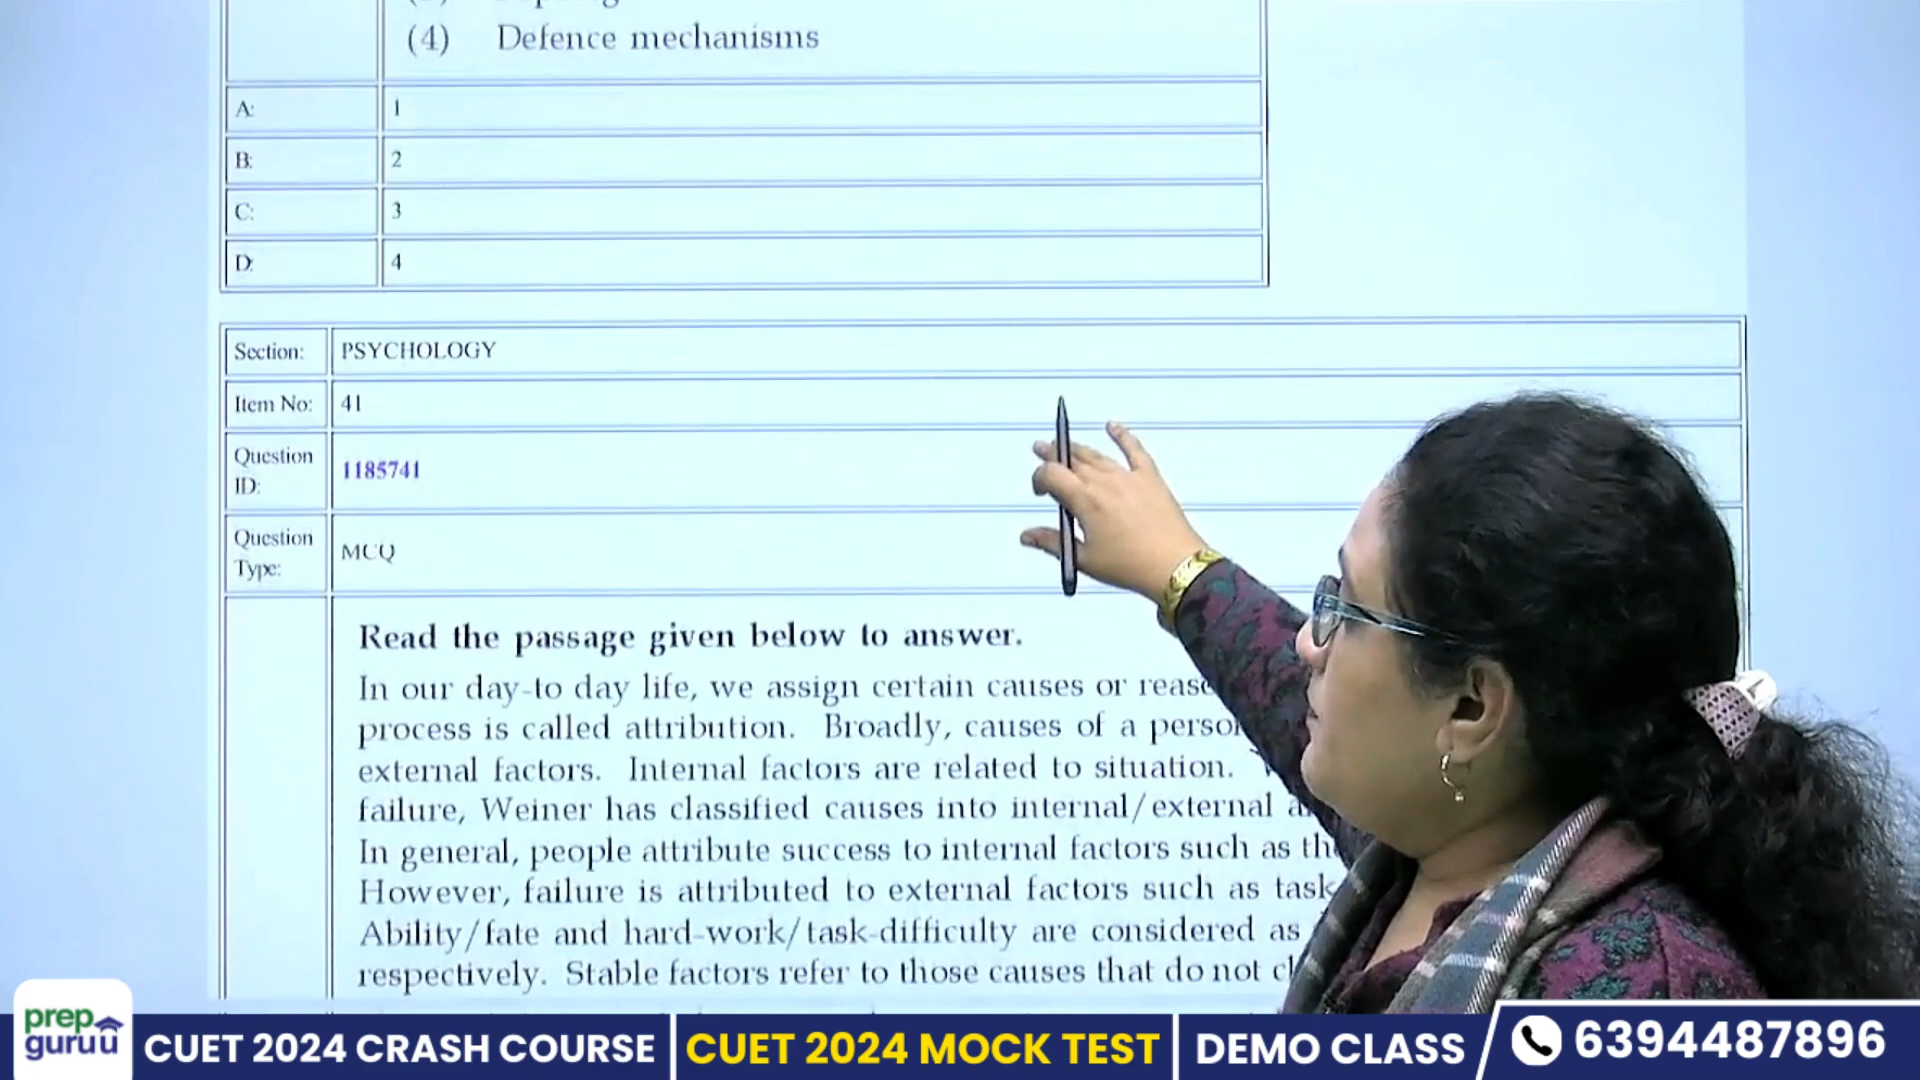 (4) Defence mechanisms
A: 1
B: 2
C: 3
D: 4
Section: PSYCHOLOGY
Item No: 41
Question ID: 1185741
Question Type: MCQ
Read the passage given below to answer.
In our day-to day life, we assign certain causes or
process is called attribution. Broadly, causes of a
external factors. Internal factors are related to situation.
failure, Weiner has classified causes into internal/external
In general, people attribute success to internal factors such as
However, failure is attributed to external factors such as task
Ability/fate and hard-work/task-difficulty are considered as
respectively. Stable factors refer to those causes that do not
prep guruu
CUET 2024 CRASH COURSE
CUET 2024 MOCK TEST
DEMO CLASS
6394487896